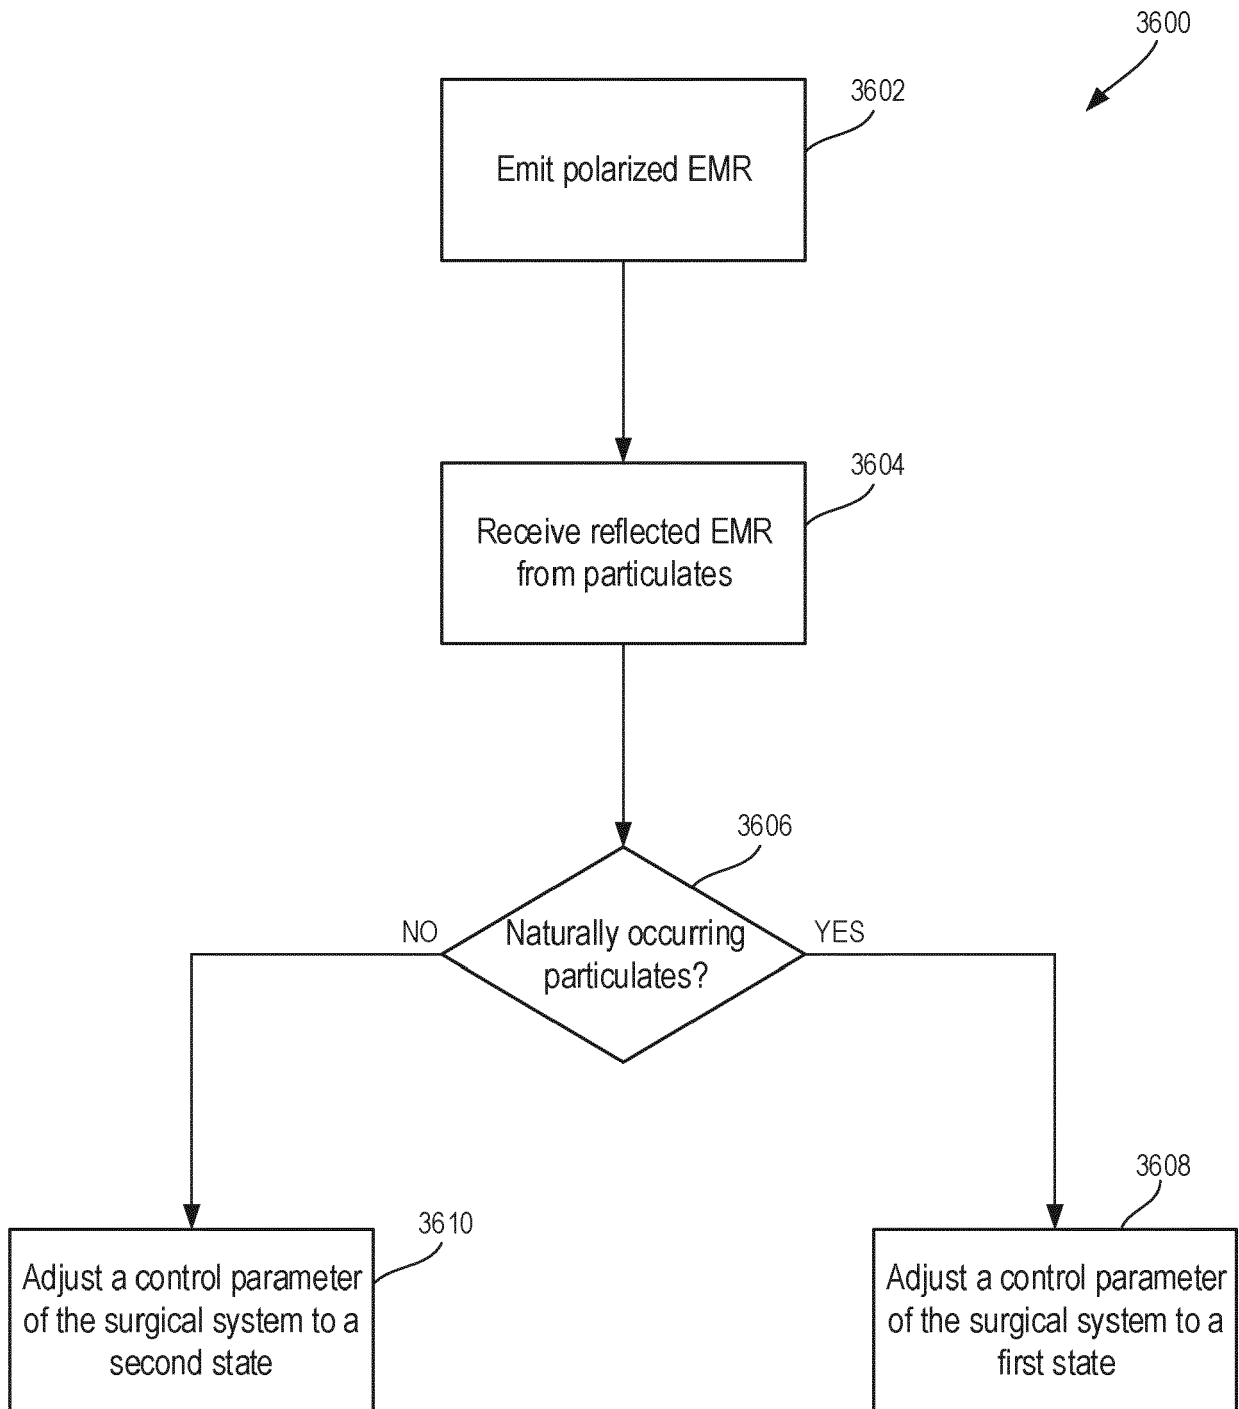 3600
3602
Emit polarized EMR
3604
Receive reflected EMR
from particulates
3606
NO
Naturally occurring
particulates?
YES
3608
3610
Adjust a control parameter
of the surgical system to a
second state
Adjust a control parameter
of the surgical system to a
first state